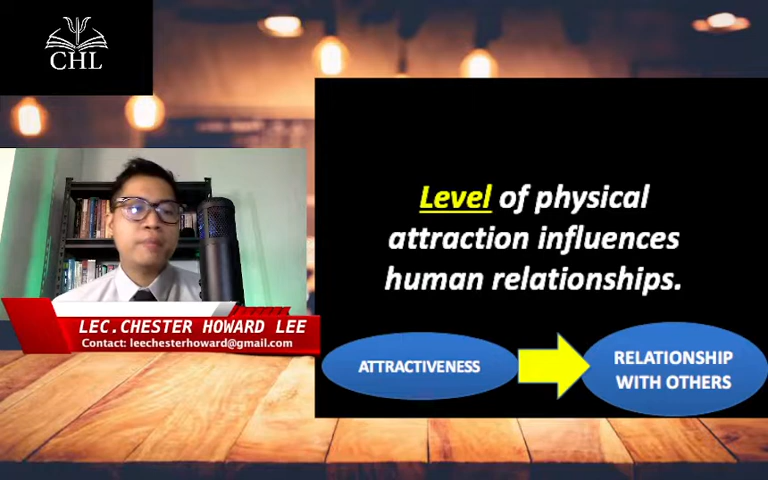 CHL
Level of physical
attraction influences
human relationships.
LEC.CHESTER HOWARD LEE
Contact: leechesterhoward@gmail.com
ATTRACTIVENESS
RELATIONSHIP
WITH OTHERS